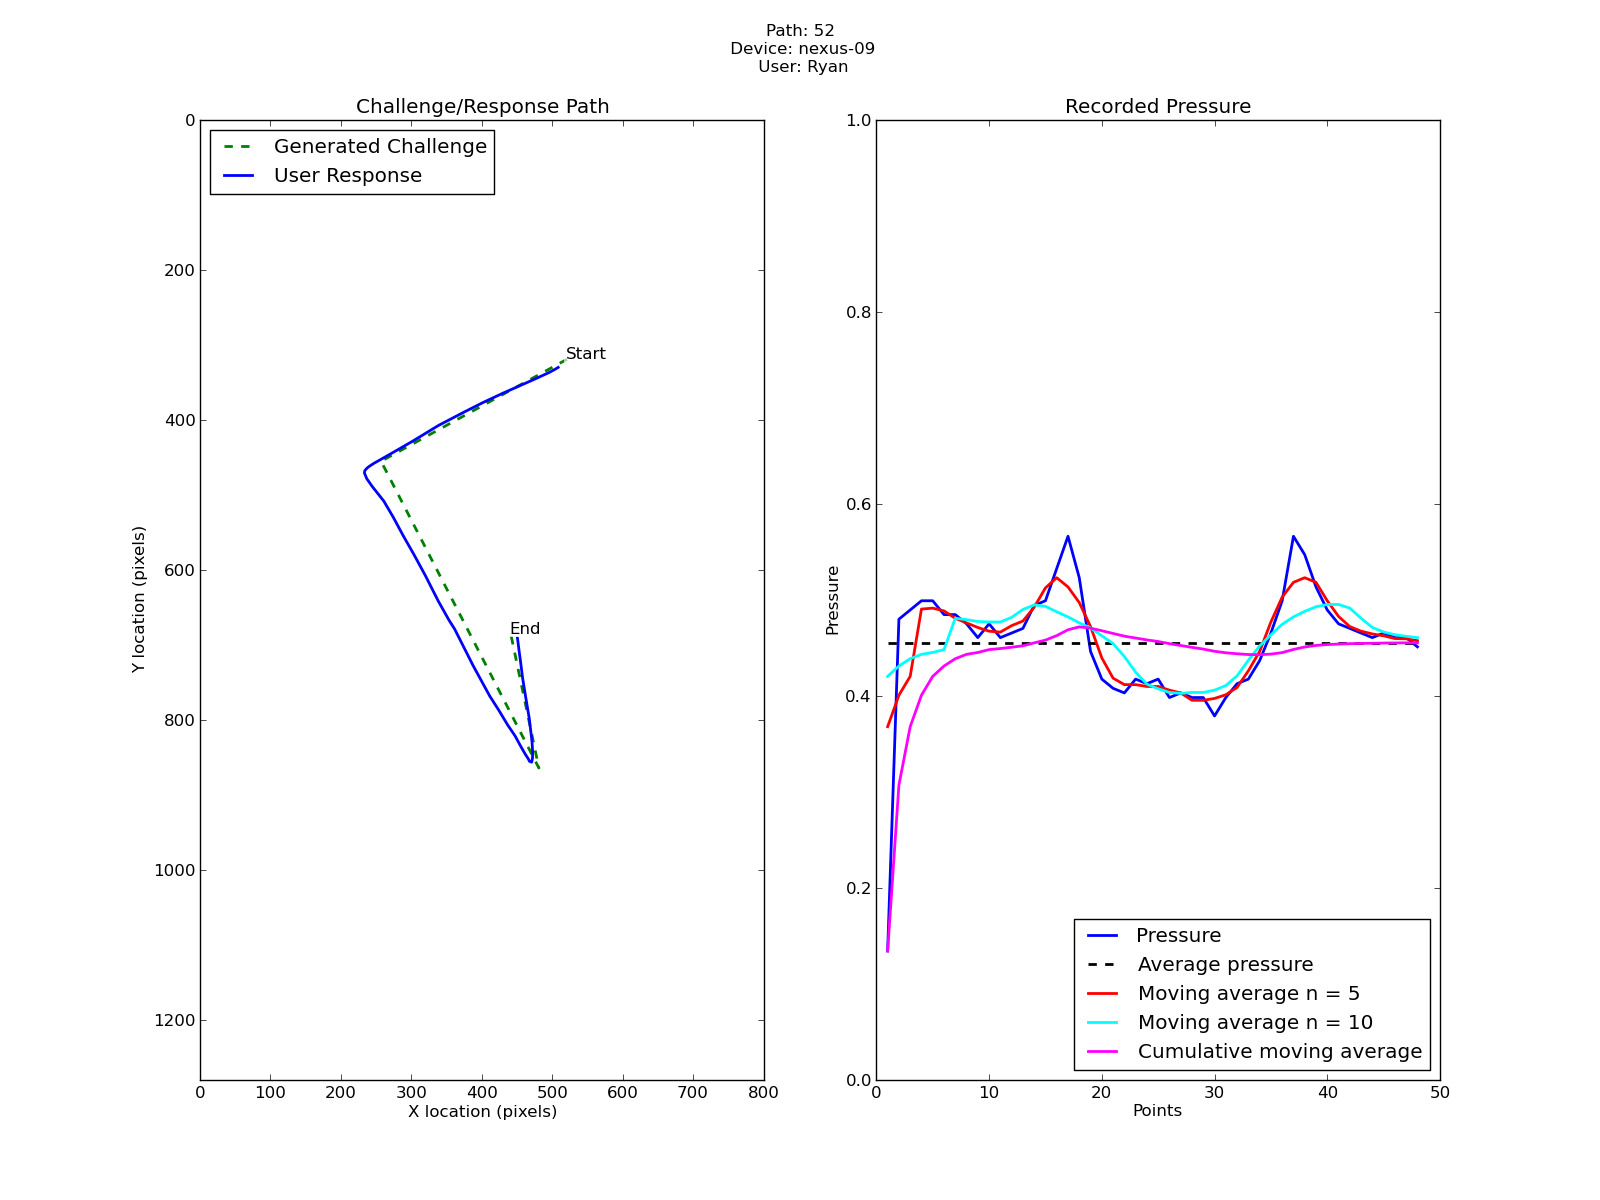 Path: 52
Device: nexus-09
User: Ryan
Challenge/Response Path
Generated Challenge
User Response
Start
End
0
200
400
600
800
1000
1200
Y location (pixels)
0 100 200 300 400 500 600 700 800
X location (pixels)
Recorded Pressure
1.0
0.8
0.6
0.4
0.2
0.0
Pressure
Pressure
Average pressure
Moving average n = 5
Moving average n = 10
Cumulative moving average
0 10 20 30 40 50
Points